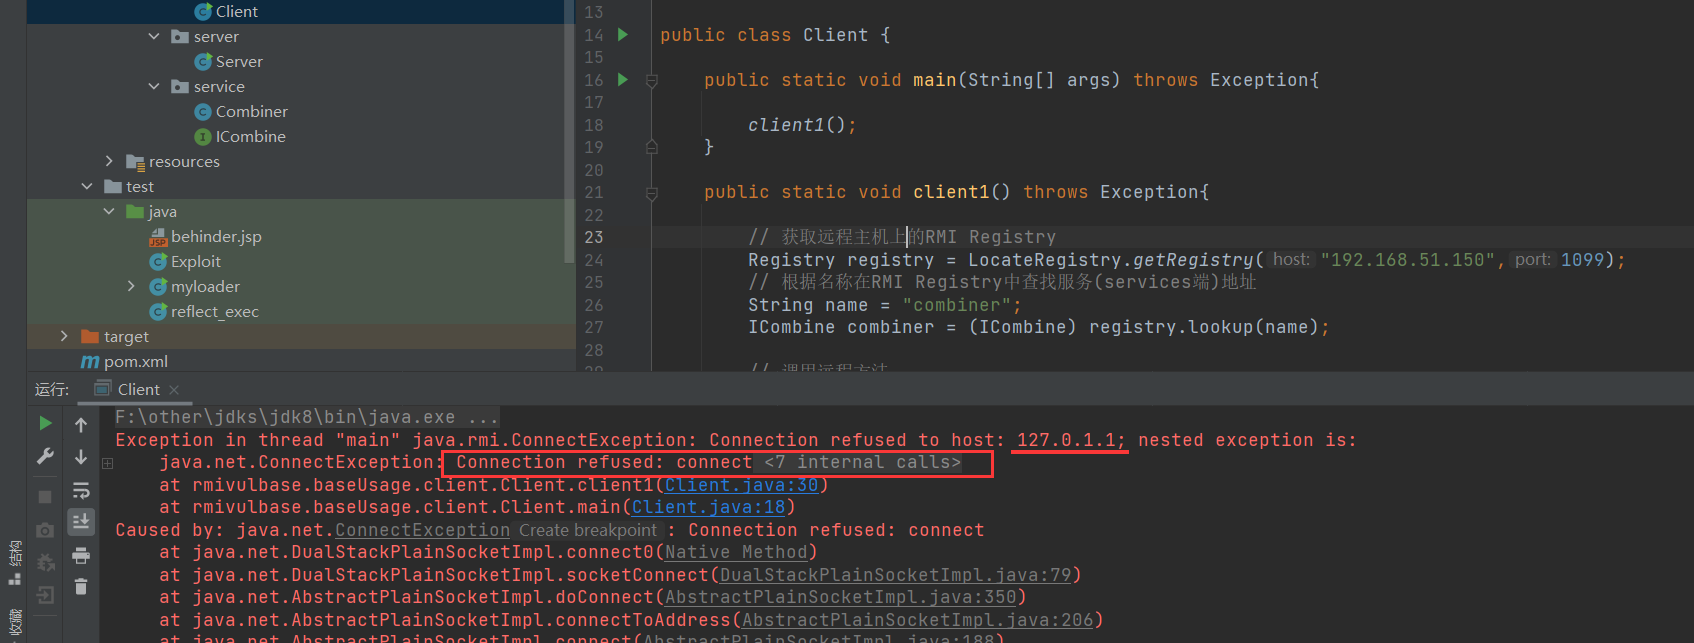 Client
server
Server
service
Combiner
ICombine
resources
test
java
behinder.jsp
Exploit
myloader
reflect_exec
target
pom.xml
13
14 public class Client {
15
16 public static void main(String[] args) throws Exception{
17
18 client1();
19 }
20
21 public static void client1() throws Exception{
22
23 // 获取远程主机上的RMI Registry
24 Registry registry = LocateRegistry.getRegistry( host: "192.168.51.150", port: 1099);
25 // 根据名称在RMI Registry中查找服务(services端)地址
26 String name = "combiner";
27 ICombine combiner = (ICombine) registry.lookup(name);
28
// 调用远程方法
运行: Client
F:\other\jdks\jdk8\bin\java.exe ...
Exception in thread "main" java.rmi.ConnectException: Connection refused to host: 127.0.1.1; nested exception is:
java.net.ConnectException: Connection refused: connect <7 internal calls>
at rmivulbase.baseUsage.client.Client.client1(Client.java:30)
at rmivulbase.baseUsage.client.Client.main(Client.java:18)
Caused by: java.net.ConnectException Create breakpoint : Connection refused: connect
at java.net.DualStackPlainSocketImpl.connect0(Native Method)
at java.net.DualStackPlainSocketImpl.socketConnect(DualStackPlainSocketImpl.java:79)
at java.net.AbstractPlainSocketImpl.doConnect(AbstractPlainSocketImpl.java:350)
at java.net.AbstractPlainSocketImpl.connectToAddress(AbstractPlainSocketImpl.java:206)
at java.net.AbstractPlainSocketImpl.connect(AbstractPlainSocketImpl.java:188)
结构
收藏